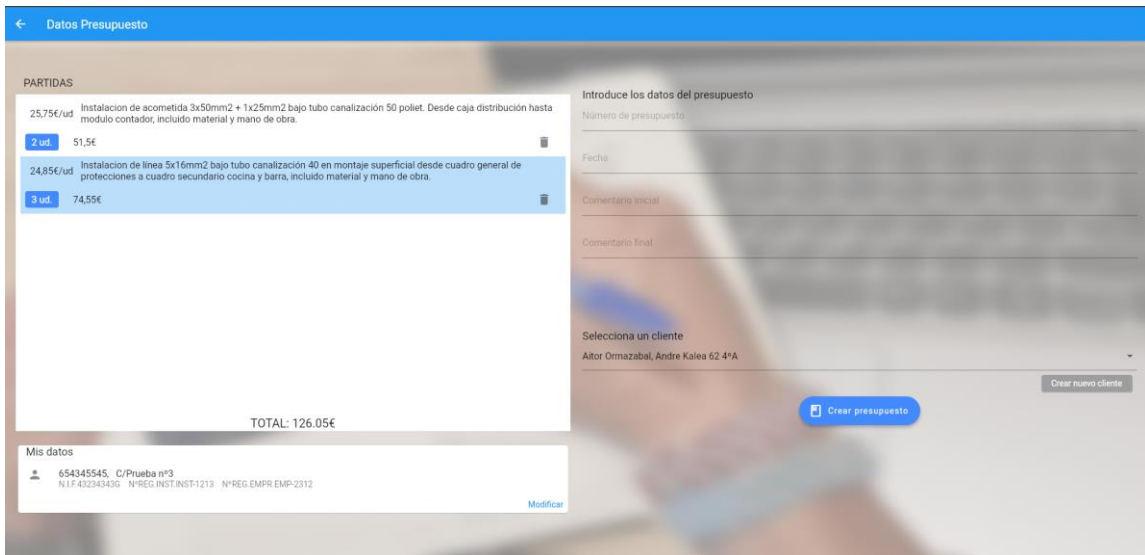 Datos Presupuesto
PARTIDAS
25,75€/ud
Instalacion de acometida 3x50mm2 + 1x25mm2 bajo tubo canalización 50 poliet. Desde caja distribución hasta
modulo contador, incluido material y mano de obra.
2 ud. 51,5€
24,85€/ud
Instalacion de línea 5x16mm2 bajo tubo canalización 40 en montaje superficial desde cuadro general de
protecciones a cuadro secundario cocina y barra, incluido material y mano de obra.
3 ud. 74,55€
TOTAL: 126.05€
Mis datos
654345545, C/Prueba nº3
N.I.F.43234343G NºREG.INST.INST-1213 NºREG.EMPR.EMP-2312
Modificar
Introduce los datos del presupuesto
Número de presupuesto
Fecha
Comentario inicial
Comentario final
Selecciona un cliente
Aitor Ormazabal, Andre Kalea 62 4ºA
Crear nuevo cliente
Crear presupuesto